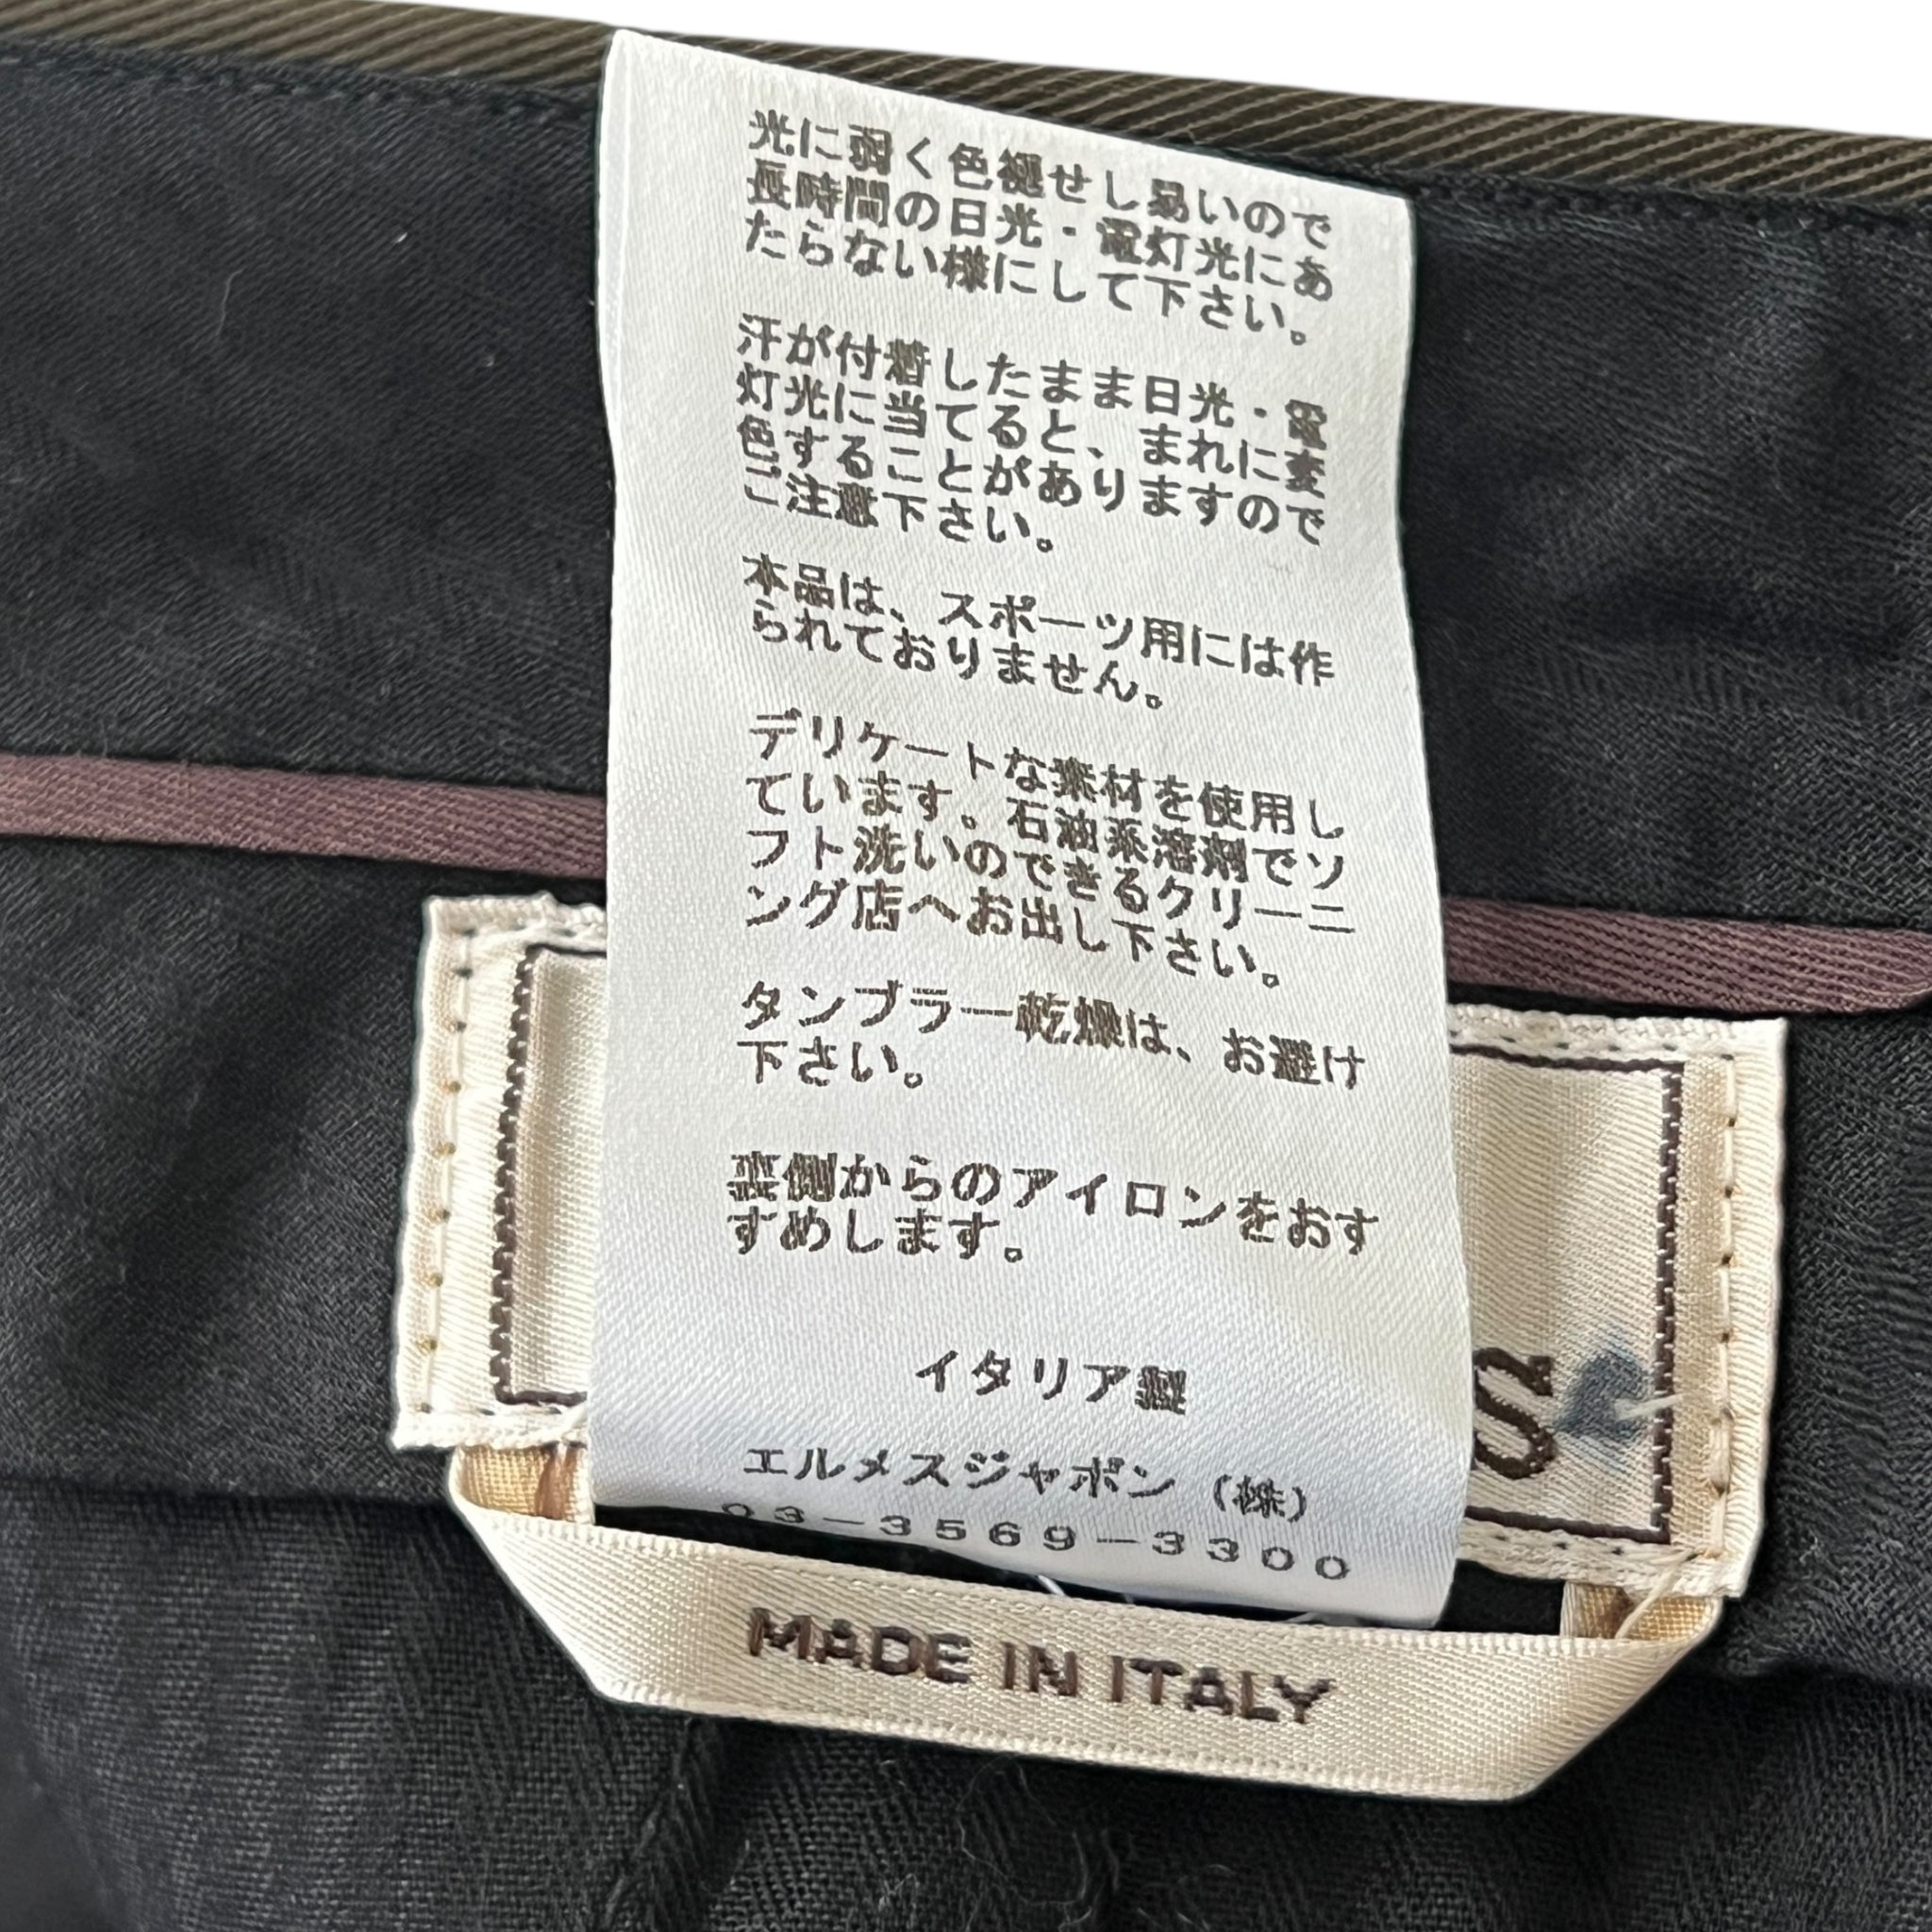 光に弱く色褪せし易いので
長時間の日光・電灯光にあ
たらない様にして下さい。
汗が付着したまま日光・電
灯光に当てると、まれに変
色することがありますので
ご注意下さい。
本品は、スポーツ用には作
られておりません。
デリケートな素材を使用し
ています。石油系溶剤でソ
フト洗いのできるクリーニ
ング店へお出し下さい。
タンブラー乾燥は、お避け
下さい。
裏側からのアイロンをおす
すめします。
イタリア製
エルメスジャポン (株)
03-3569-3300
S
MADE IN ITALY